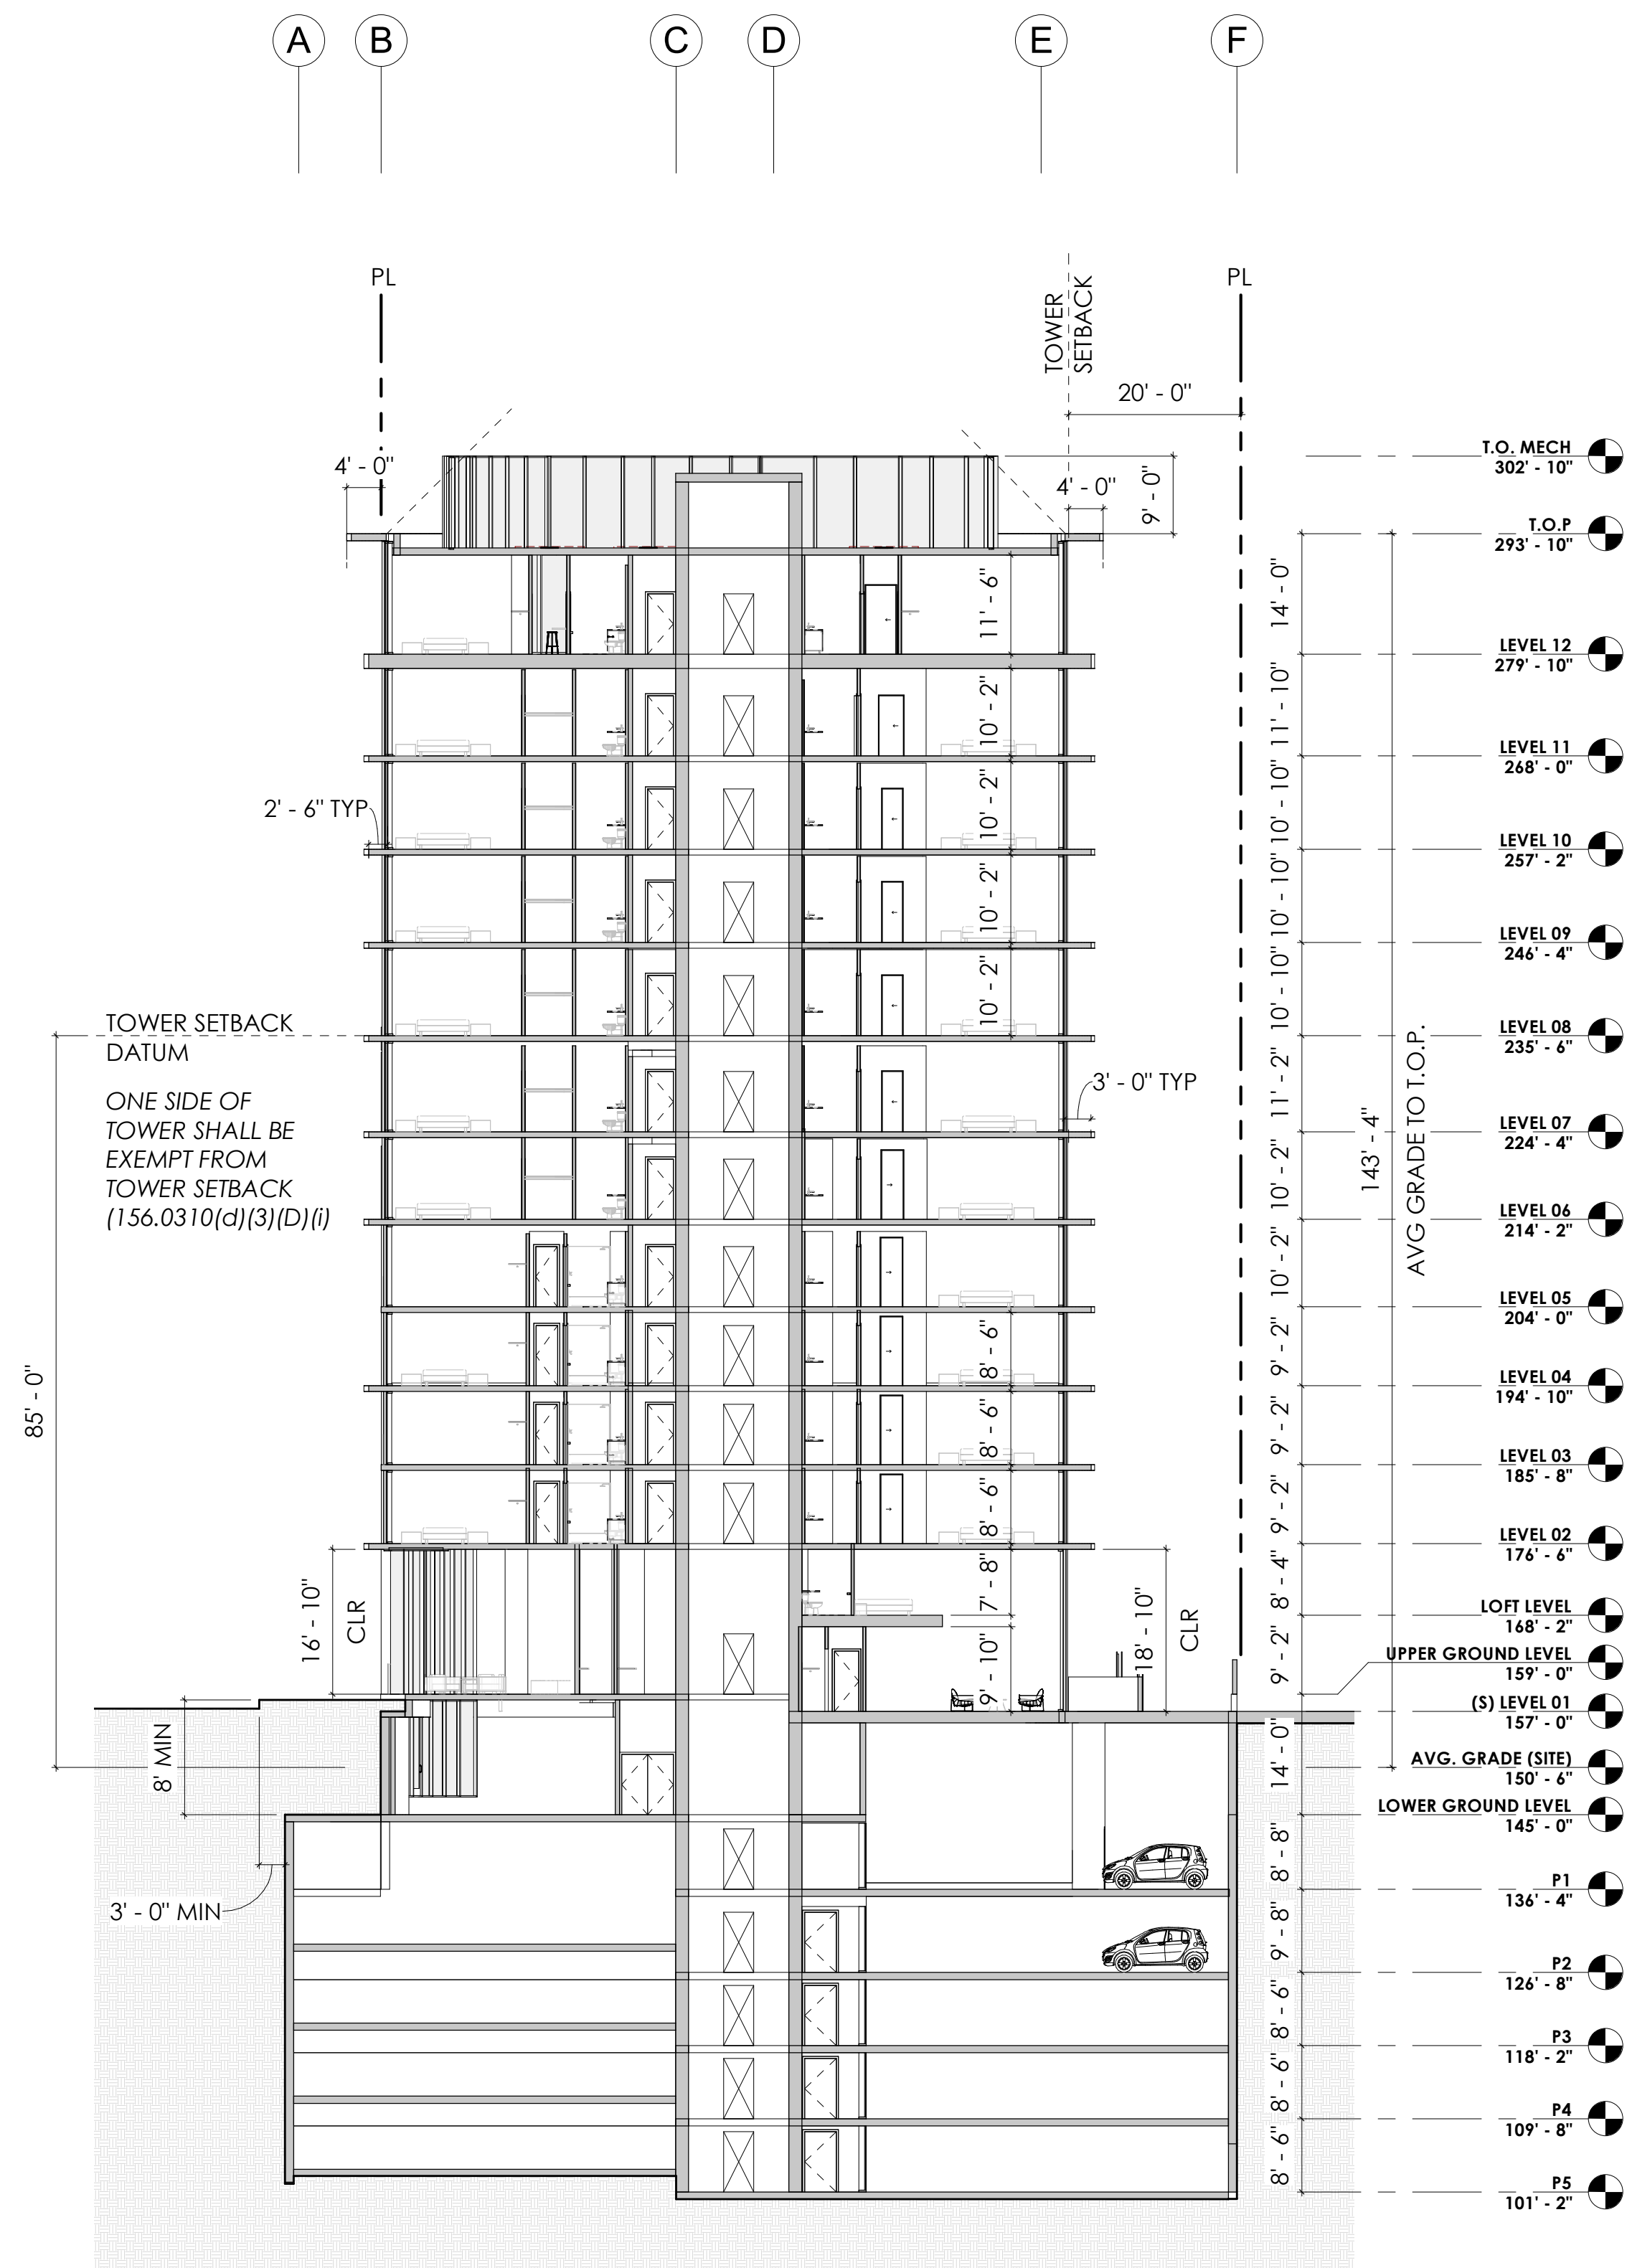 A
B
C
D
E
F
PL
PL
TOWER
SETBACK
20' - 0"
4' - 0"
4' - 0"
9' - 0"
T.O. MECH
302' - 10"
T.O.P
293' - 10"
11' - 6"
14' - 0"
LEVEL 12
279' - 10"
10' - 2"
11' - 10"
LEVEL 11
268' - 0"
2' - 6" TYP
10' - 2"
10' - 10"
LEVEL 10
257' - 2"
10' - 2"
10' - 10"
LEVEL 09
246' - 4"
10' - 2"
10' - 10"
TOWER SETBACK
DATUM
LEVEL 08
235' - 6"
ONE SIDE OF
TOWER SHALL BE
EXEMPT FROM
TOWER SETBACK
(156.0310(d)(3)(D)(i)
3' - 0" TYP
11' - 2"
143' - 4"
AVG GRADE TO T.O.P.
LEVEL 07
224' - 4"
10' - 2"
LEVEL 06
214' - 2"
10' - 2"
LEVEL 05
204' - 0"
85' - 0"
8' - 6"
9' - 2"
LEVEL 04
194' - 10"
8' - 6"
9' - 2"
LEVEL 03
185' - 8"
8' - 6"
9' - 2"
LEVEL 02
176' - 6"
16' - 10"
CLR
7' - 8"
18' - 10"
CLR
8' - 4"
LOFT LEVEL
168' - 2"
9' - 10"
9' - 2"
UPPER GROUND LEVEL
159' - 0"
(S) LEVEL 01
157' - 0"
8' MIN
14' - 0"
AVG. GRADE (SITE)
150' - 6"
LOWER GROUND LEVEL
145' - 0"
8' - 8"
3' - 0" MIN
P1
136' - 4"
9' - 8"
P2
126' - 8"
8' - 6"
P3
118' - 2"
8' - 6"
P4
109' - 8"
8' - 6"
P5
101' - 2"